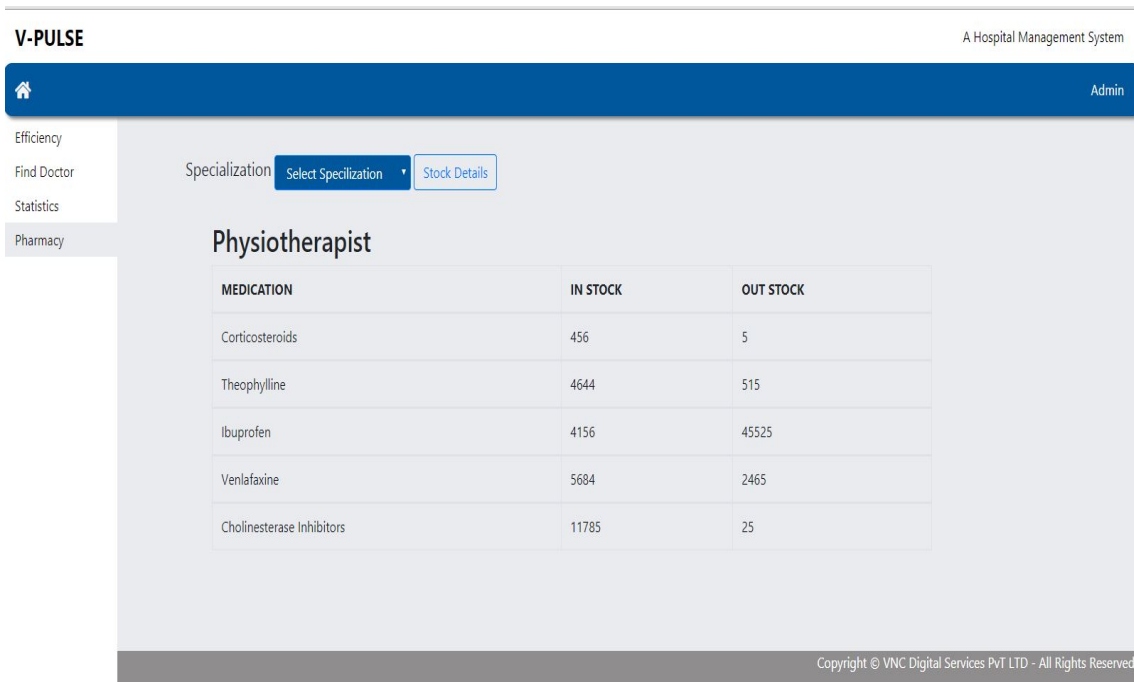 V-PULSE A Hospital Management System
Admin
Efficiency
Find Doctor
Statistics
Pharmacy
Specialization Select Specilization Stock Details
Physiotherapist
MEDICATION IN STOCK OUT STOCK
Corticosteroids 456 5
Theophylline 4644 515
Ibuprofen 4156 45525
Venlafaxine 5684 2465
Cholinesterase Inhibitors 11785 25
Copyright © VNC Digital Services PvT LTD - All Rights Reserved